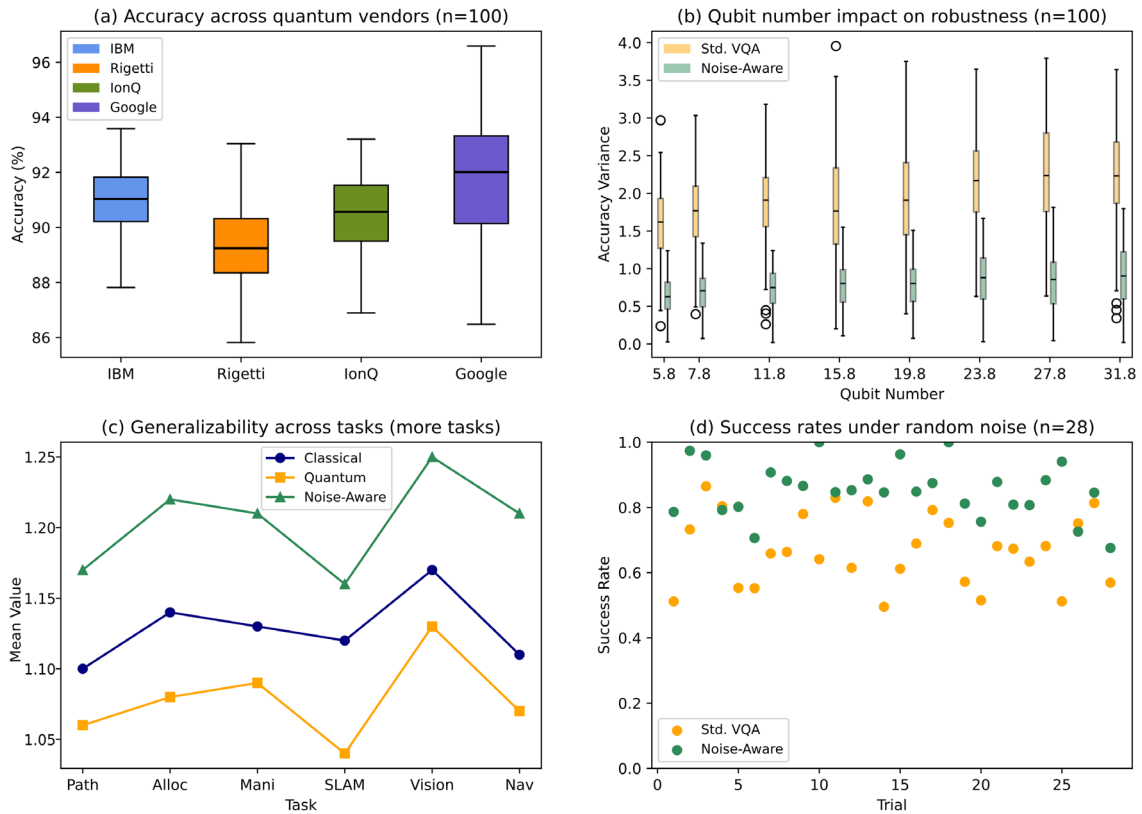 (a) Accuracy across quantum vendors (n=100)
Accuracy (%)
96
94
92
90
88
86
IBM
Rigetti
IonQ
Google
IBM
Rigetti
IonQ
Google
(b) Qubit number impact on robustness (n=100)
Accuracy Variance
4.0
3.5
3.0
2.5
2.0
1.5
1.0
0.5
0.0
Std. VQA
Noise-Aware
5.8 7.8 11.8 15.8 19.8 23.8 27.8 31.8
Qubit Number
(c) Generalizability across tasks (more tasks)
Mean Value
1.25
1.20
1.15
1.10
1.05
Classical
Quantum
Noise-Aware
Path Alloc Mani SLAM Vision Nav
Task
(d) Success rates under random noise (n=28)
Success Rate
1.0
0.8
0.6
0.4
0.2
0.0
Std. VQA
Noise-Aware
0 5 10 15 20 25
Trial